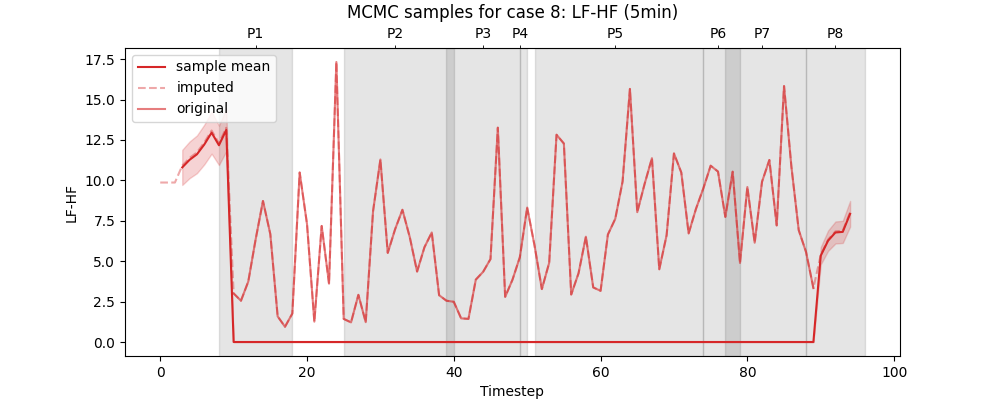 MCMC samples for case 8: LF-HF (5min)
P1 P2 P3 P4 P5 P6 P7 P8
sample mean
imputed
original
17.5
15.0
12.5
10.0
7.5
5.0
2.5
0.0
LF-HF
0 20 40 60 80 100
Timestep